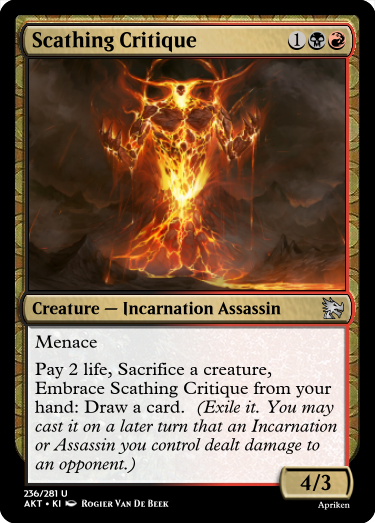 Scathing Critique 1
Creature — Incarnation Assassin
Menace
Pay 2 life, Sacrifice a creature,
Embrace Scathing Critique from your
hand: Draw a card. (Exile it. You may
cast it on a later turn that an Incarnation
or Assassin you control dealt damage to
an opponent.)
4/3
236/281 U
AKT • KI Rogier Van De Beek
Apriken